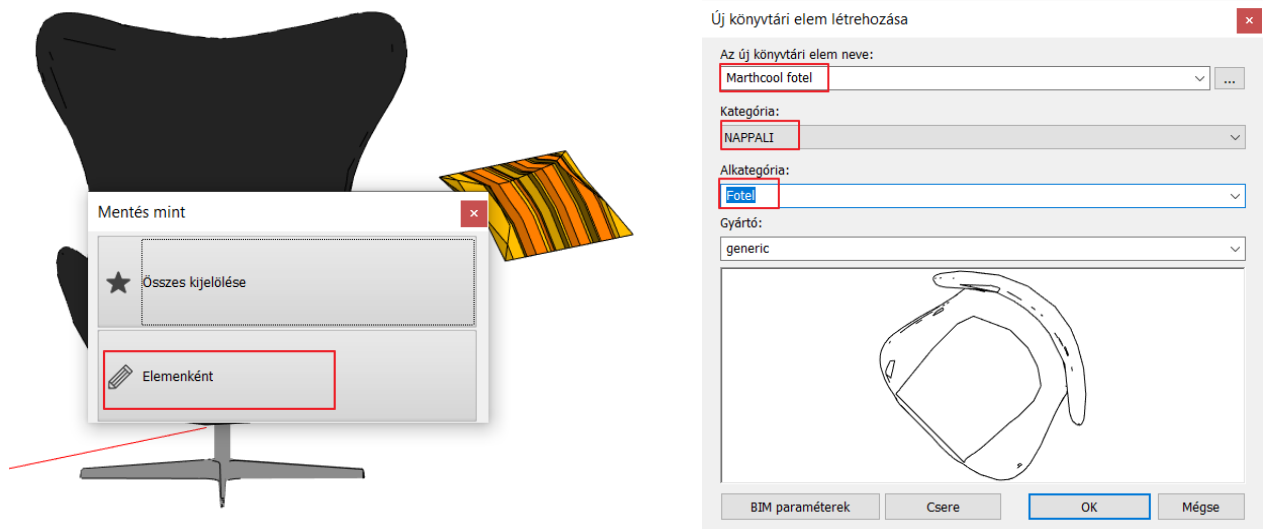 Mentés mint
Összes kijelölése
Elemenként
Új könyvtári elem létrehozása
Az új könyvtári elem neve:
Marthcool fotel
...
Kategória:
NAPPALI
Alkategória:
Fotel
Gyártó:
generic
BIM paraméterek
Csere
OK
Mégse